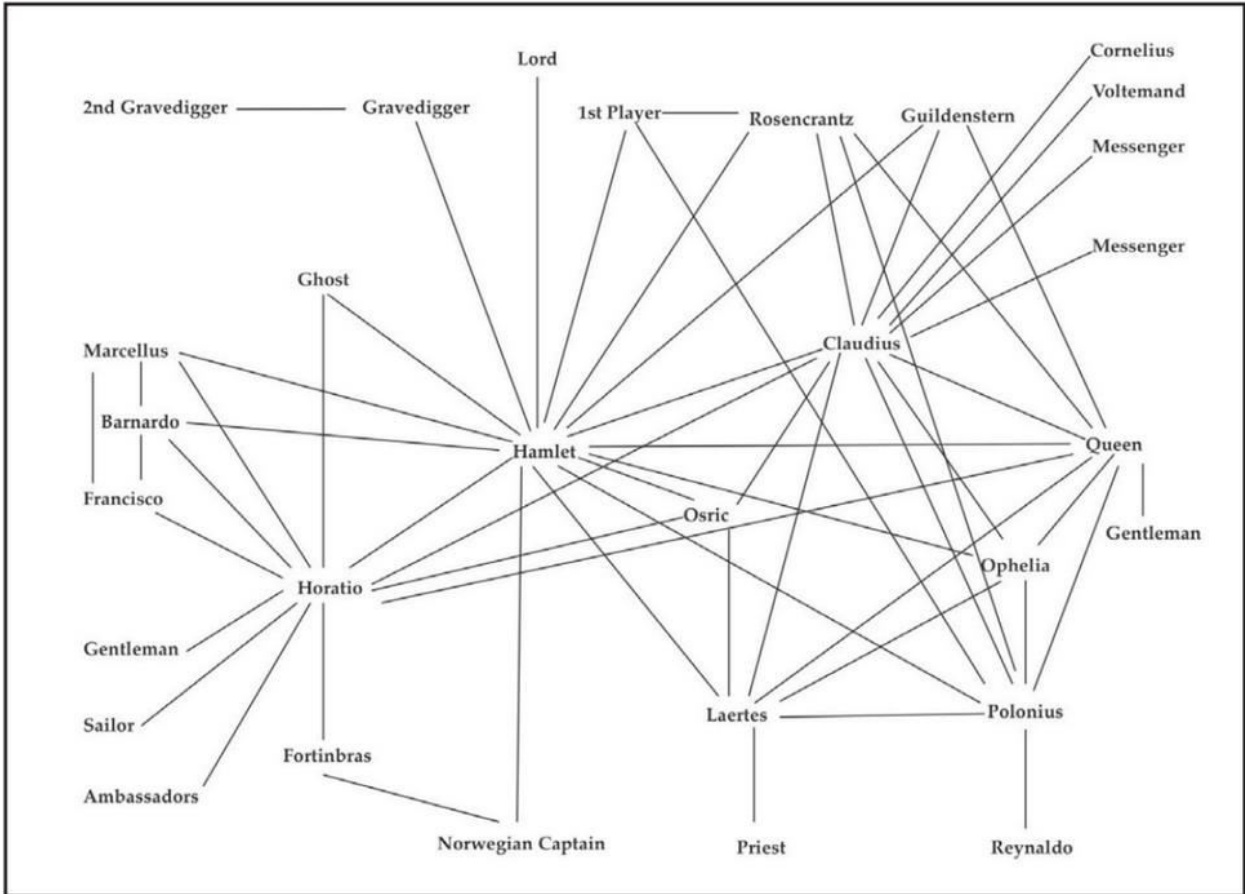 Lord
Cornelius
2nd Gravedigger
Gravedigger
1st Player
Rosencrantz
Guildenstern
Voltemand
Messenger
Messenger
Ghost
Marcellus
Claudius
Barnardo
Hamlet
Queen
Francisco
Osric
Gentleman
Ophelia
Horatio
Gentleman
Laertes
Polonius
Sailor
Fortinbras
Ambassadors
Norwegian Captain
Priest
Reynaldo